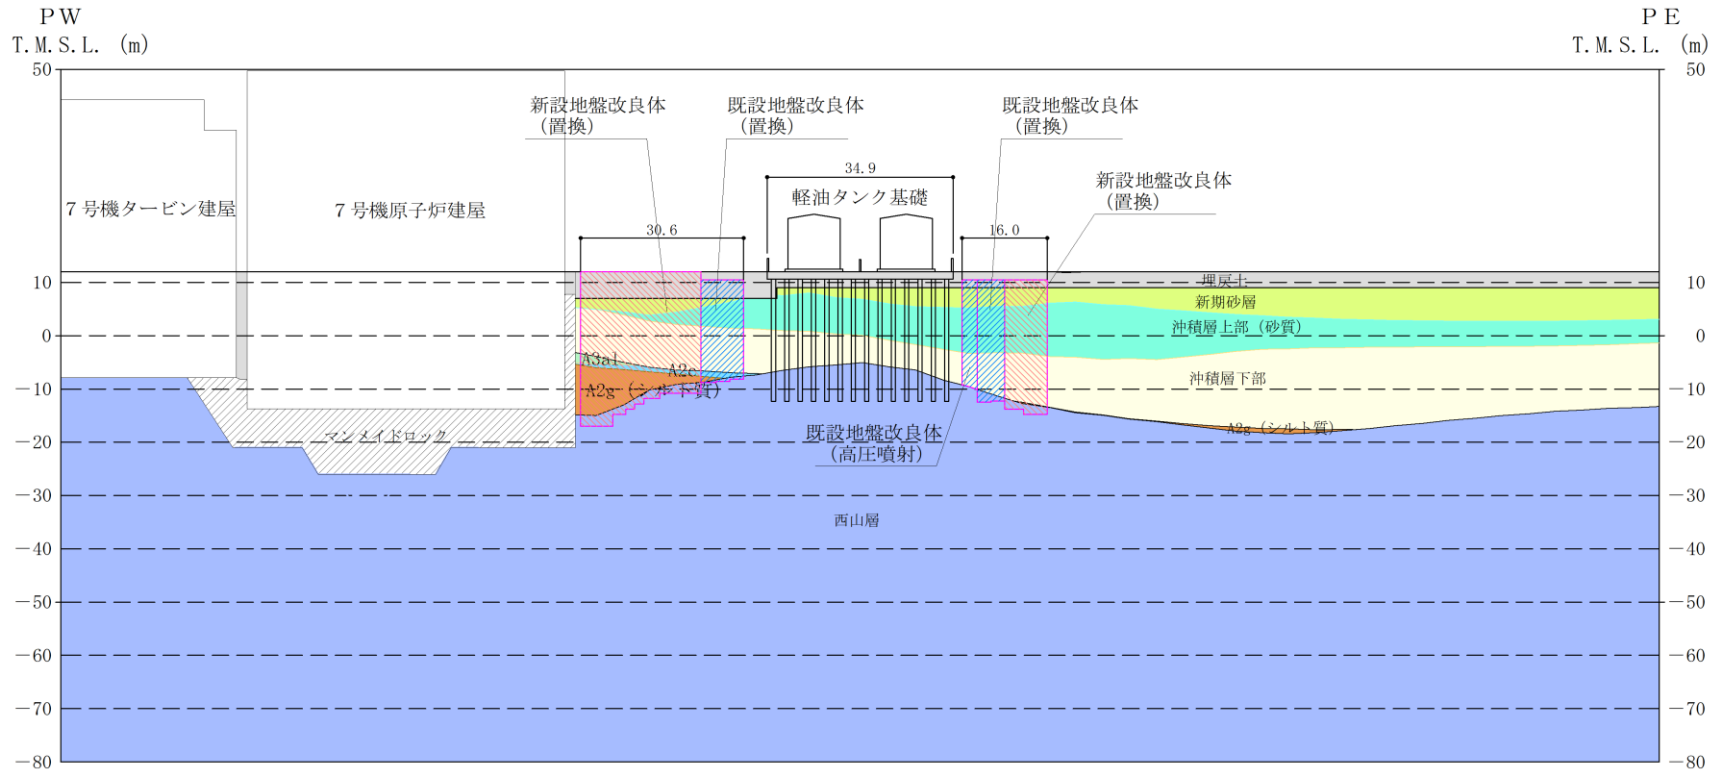 ＰＷ
ＰＥ
T.M.S.L. (m)
T.M.S.L. (m)
50
50
新設地盤改良体
（置換）
既設地盤改良体
（置換）
既設地盤改良体
（置換）
34.9
新設地盤改良体
（置換）
軽油タンク基礎
７号機タービン建屋
７号機原子炉建屋
30.6
16.0
10
埋戻土
10
新期砂層
沖積層上部（砂質）
0
0
A3a1
A2c
沖積層下部
-10
A2g（シルト質）
-10
A2g（シルト質）
マンメイドロック
既設地盤改良体
（高圧噴射）
-20
-20
-30
-30
西山層
-40
-40
-50
-50
-60
-60
-70
-70
-80
-80